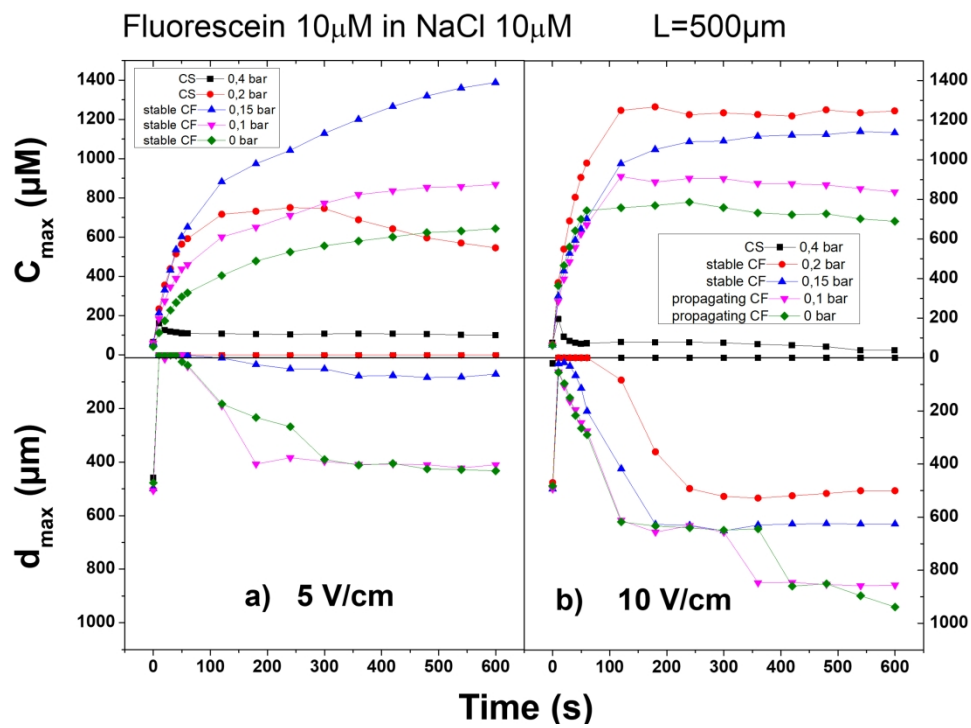 Fluorescein 10μM in NaCl 10μM L=500μm
CS 0,4 bar
CS 0,2 bar
stable CF 0,15 bar
stable CF 0,1 bar
stable CF 0 bar
CS 0,4 bar
stable CF 0,2 bar
stable CF 0,15 bar
propagating CF 0,1 bar
propagating CF 0 bar
C_max (μM)
1400
1200
1000
800
600
400
200
0
1400
1200
1000
800
600
400
200
0
d_max (μm)
200
400
600
800
1000
200
400
600
800
1000
a) 5 V/cm
b) 10 V/cm
0 100 200 300 400 500 600
0 100 200 300 400 500 600
Time (s)